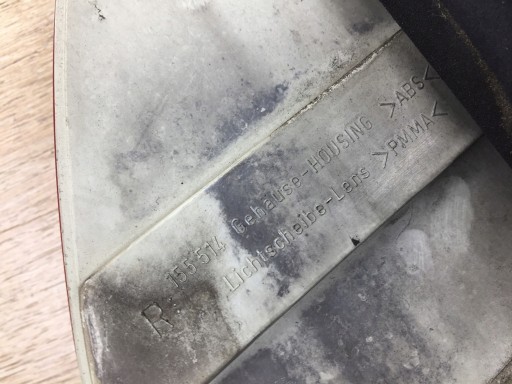 R 155514 Gehäuse-HOUSING >ABS<
Lichtscheibe-Lens >PMMA<